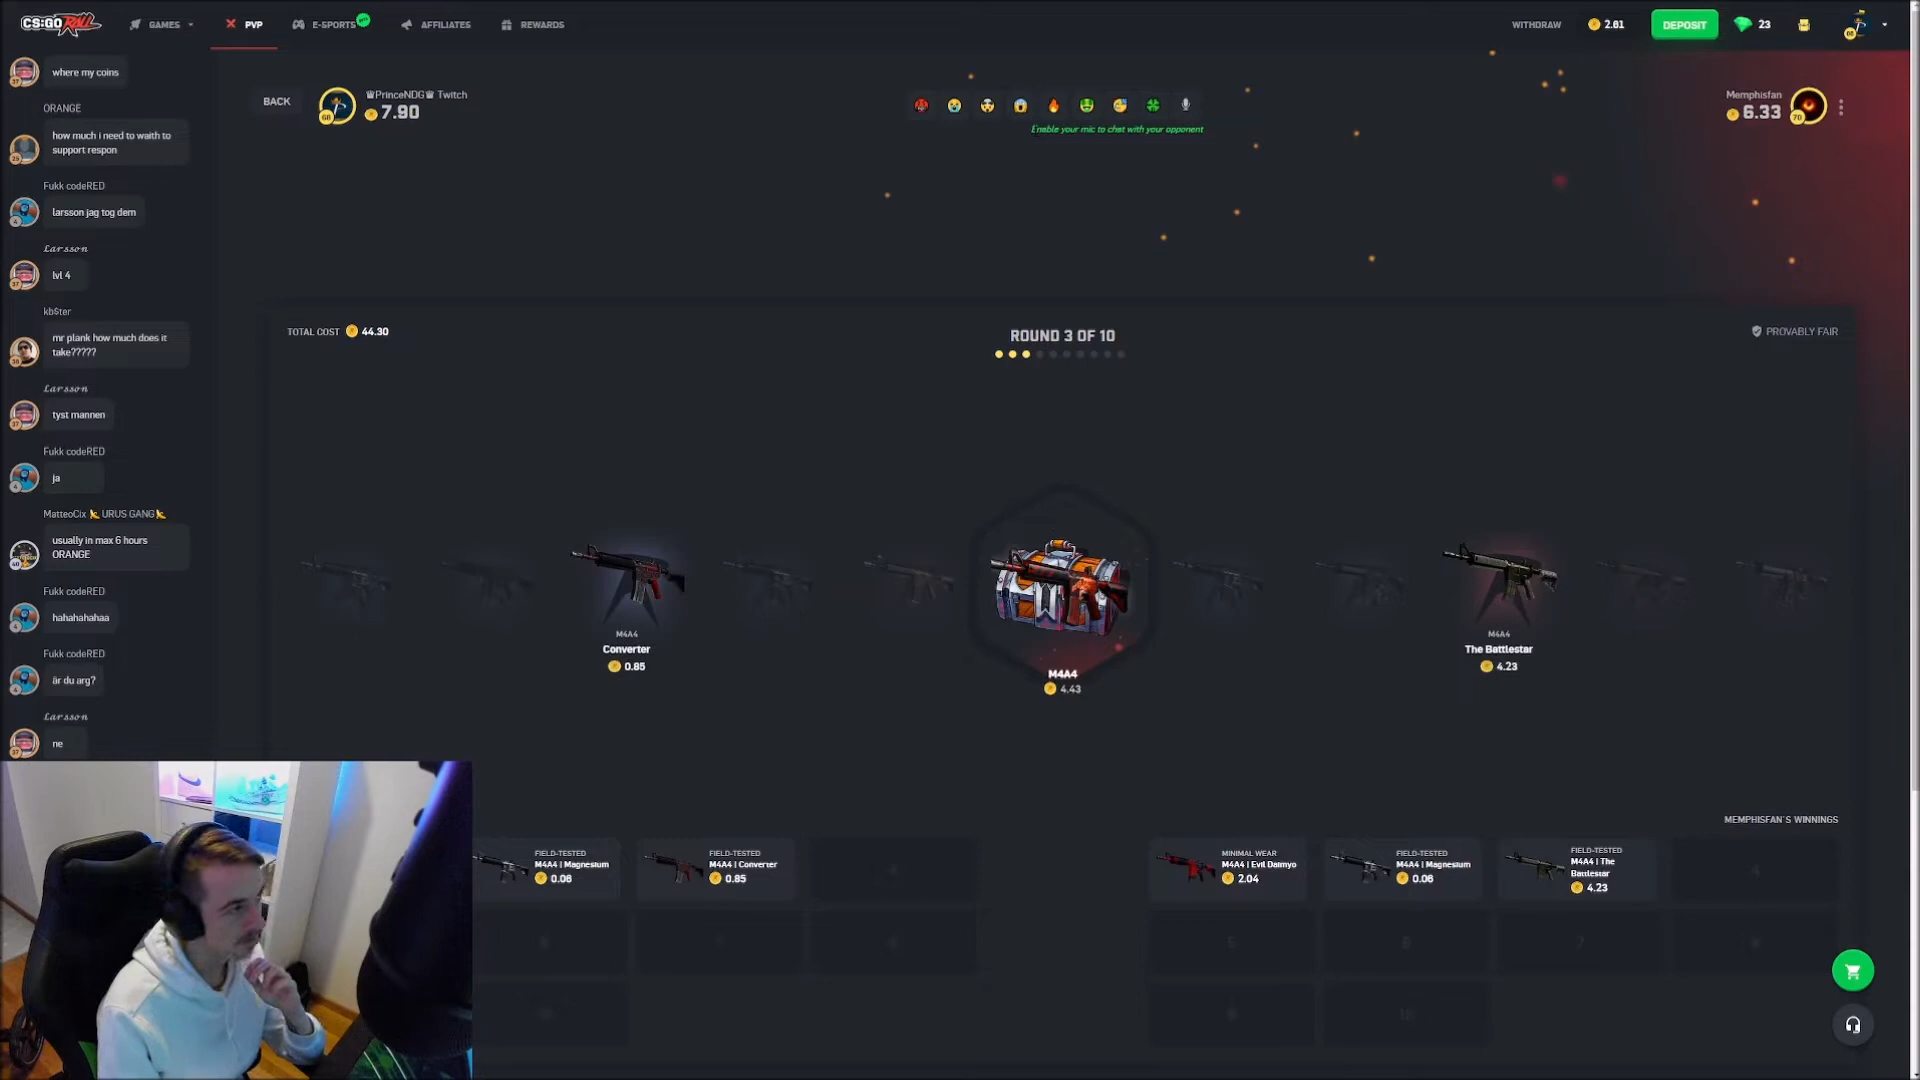 CS:GO ROLL
GAMES
PVP
E-SPORTS
AFFILIATES
REWARDS
WITHDRAW
2.61
DEPOSIT
23
where my coins
ORANGE
how much i need to waith to
support respon
Fukk codeRED
larsson jag tog dem
𝓛𝓪𝓻𝓼𝓼𝓸𝓷
lvl 4
kb$ter
mr plank how much does it
take?????
𝓛𝓪𝓻𝓼𝓼𝓸𝓷
tyst mannen
Fukk codeRED
ja
MatteoCix URUS GANG
usually in max 6 hours
ORANGE
Fukk codeRED
hahahahahaa
Fukk codeRED
är du arg?
𝓛𝓪𝓻𝓼𝓼𝓸𝓷
ne
BACK
68
♛PrinceNDG♛ Twitch
7.90
Enable your mic to chat with your opponent
Memphisfan
6.33
70
TOTAL COST 44.30
ROUND 3 OF 10
PROVABLY FAIR
M4A4
Converter
0.85
M4A4
4.43
M4A4
The Battlestar
4.23
MEMPHISFAN'S WINNINGS
FIELD-TESTED
M4A4 | Magnesium
0.06
FIELD-TESTED
M4A4 | Converter
0.85
MINIMAL WEAR
M4A4 | Evil Daimyo
2.04
FIELD-TESTED
M4A4 | Magnesium
0.06
FIELD-TESTED
M4A4 | The
Battlestar
4.23